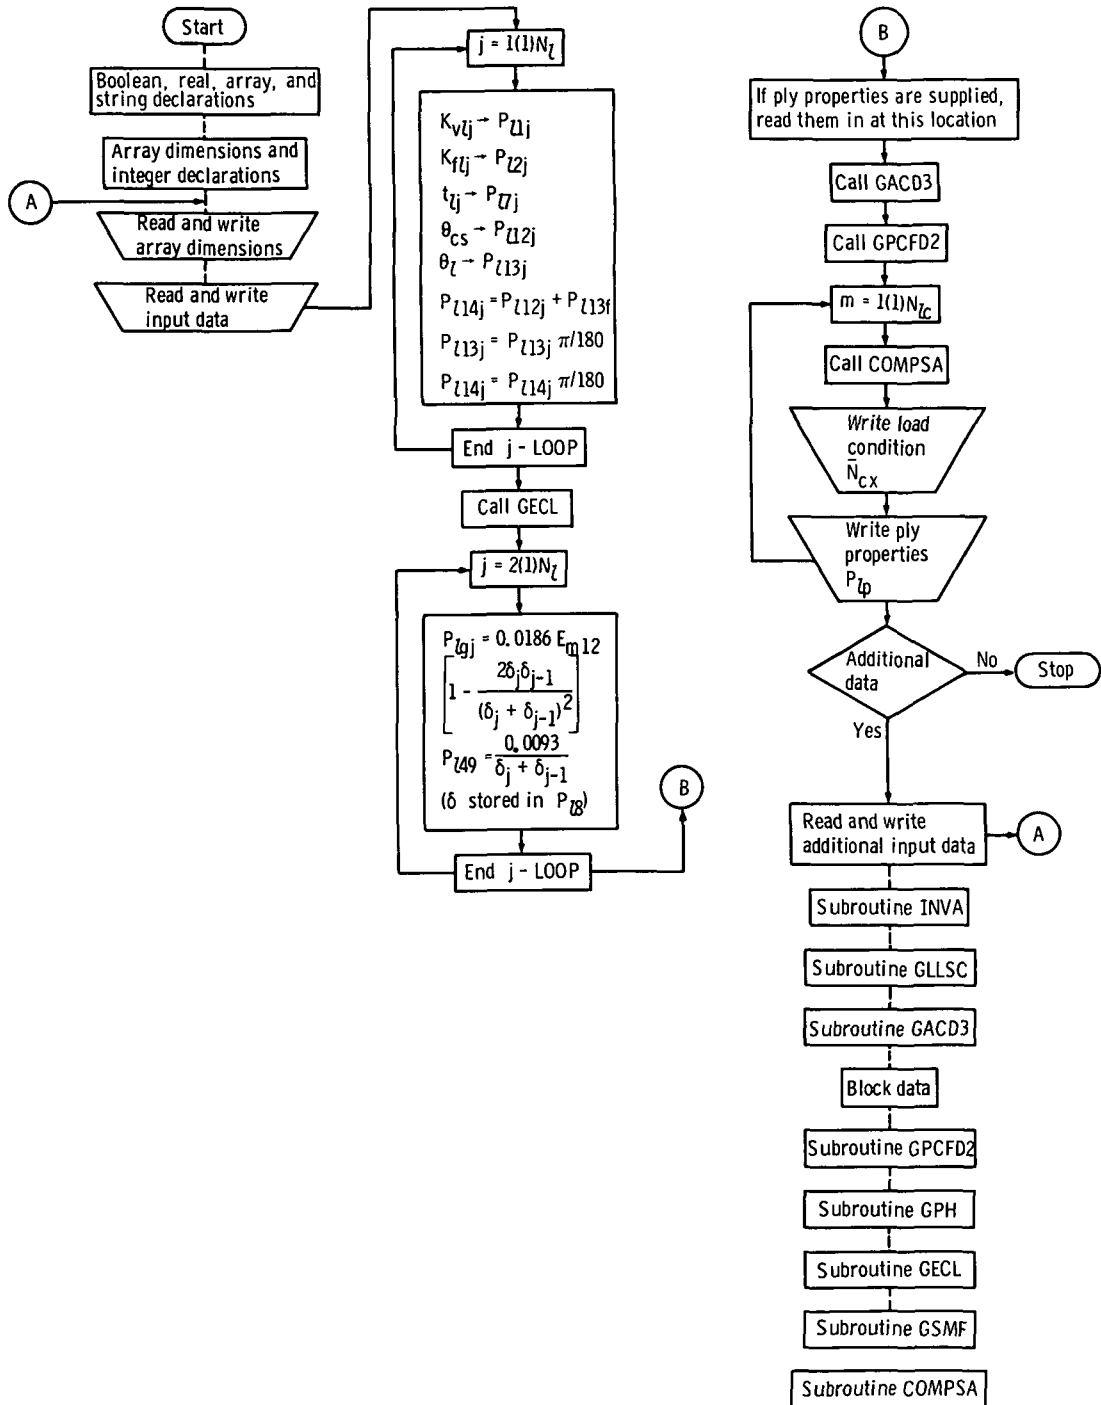 Start
Boolean, real, array, and
string declarations
Array dimensions and
integer declarations
A
Read and write
array dimensions
Read and write
input data
j = 1(1)N_l
K_vlj → P_l1j
K_flj → P_l2j
t_lj → P_l7j
θ_cs → P_l12j
θ_l → P_l13j
P_l14j = P_l12j + P_l13f
P_l13j = P_l13j π/180
P_l14j = P_l14j π/180
End j - LOOP
Call GECL
j = 2(1)N_l
P_lgj = 0.0186 E_m12
[1 - 2δ_jδ_j-1 / (δ_j + δ_j-1)^2]
P_l49 = 0.0093 / δ_j + δ_j-1
(δ stored in P_l8)
End j - LOOP
B
B
If ply properties are supplied,
read them in at this location
Call GACD3
Call GPCFD2
m = 1(1)N_lc
Call COMPSA
Write load
condition
N̄_cx
Write ply
properties
P_lp
Additional
data
No
Stop
Yes
Read and write
additional input data
A
Subroutine INVA
Subroutine GLLSC
Subroutine GACD3
Block data
Subroutine GPCFD2
Subroutine GPH
Subroutine GECL
Subroutine GSMF
Subroutine COMPSA